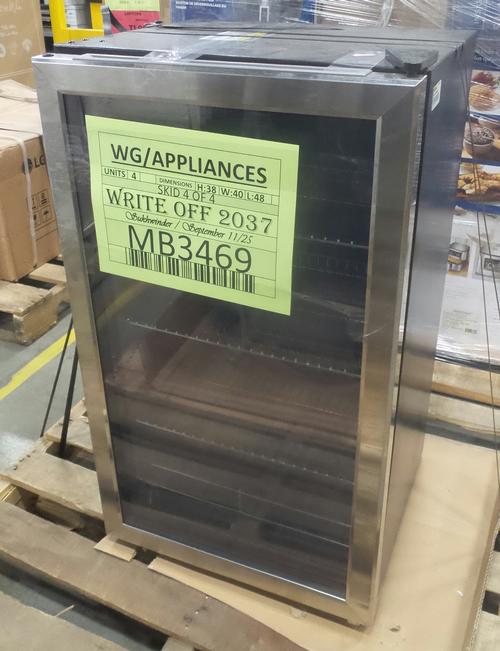 WG/APPLIANCES
UNITS 4 DIMENSIONS H:38 W:40 L:48
SKID 4 OF 4
WRITE OFF 2037
Sukhwinder / September 11/25
MB3469
LG